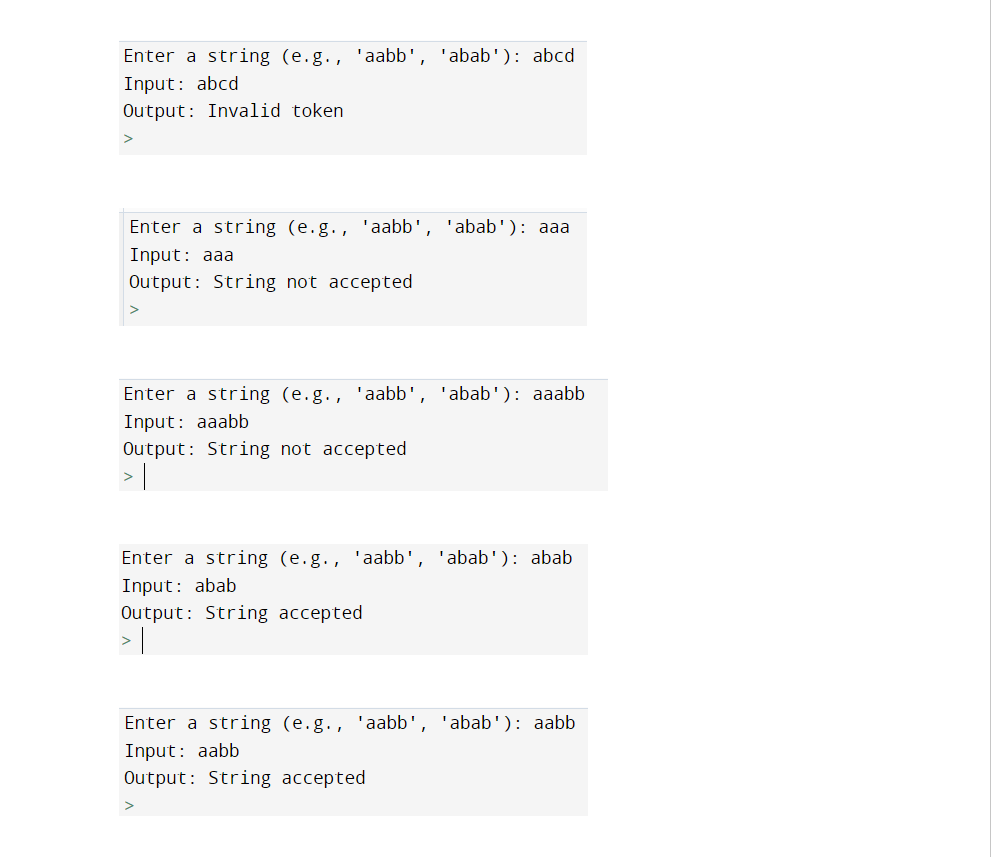 Enter a string (e.g., 'aabb', 'abab'): abcd
Input: abcd
Output: Invalid token
>
Enter a string (e.g., 'aabb', 'abab'): aaa
Input: aaa
Output: String not accepted
>
Enter a string (e.g., 'aabb', 'abab'): aaabb
Input: aaabb
Output: String not accepted
>
Enter a string (e.g., 'aabb', 'abab'): abab
Input: abab
Output: String accepted
>
Enter a string (e.g., 'aabb', 'abab'): aabb
Input: aabb
Output: String accepted
>